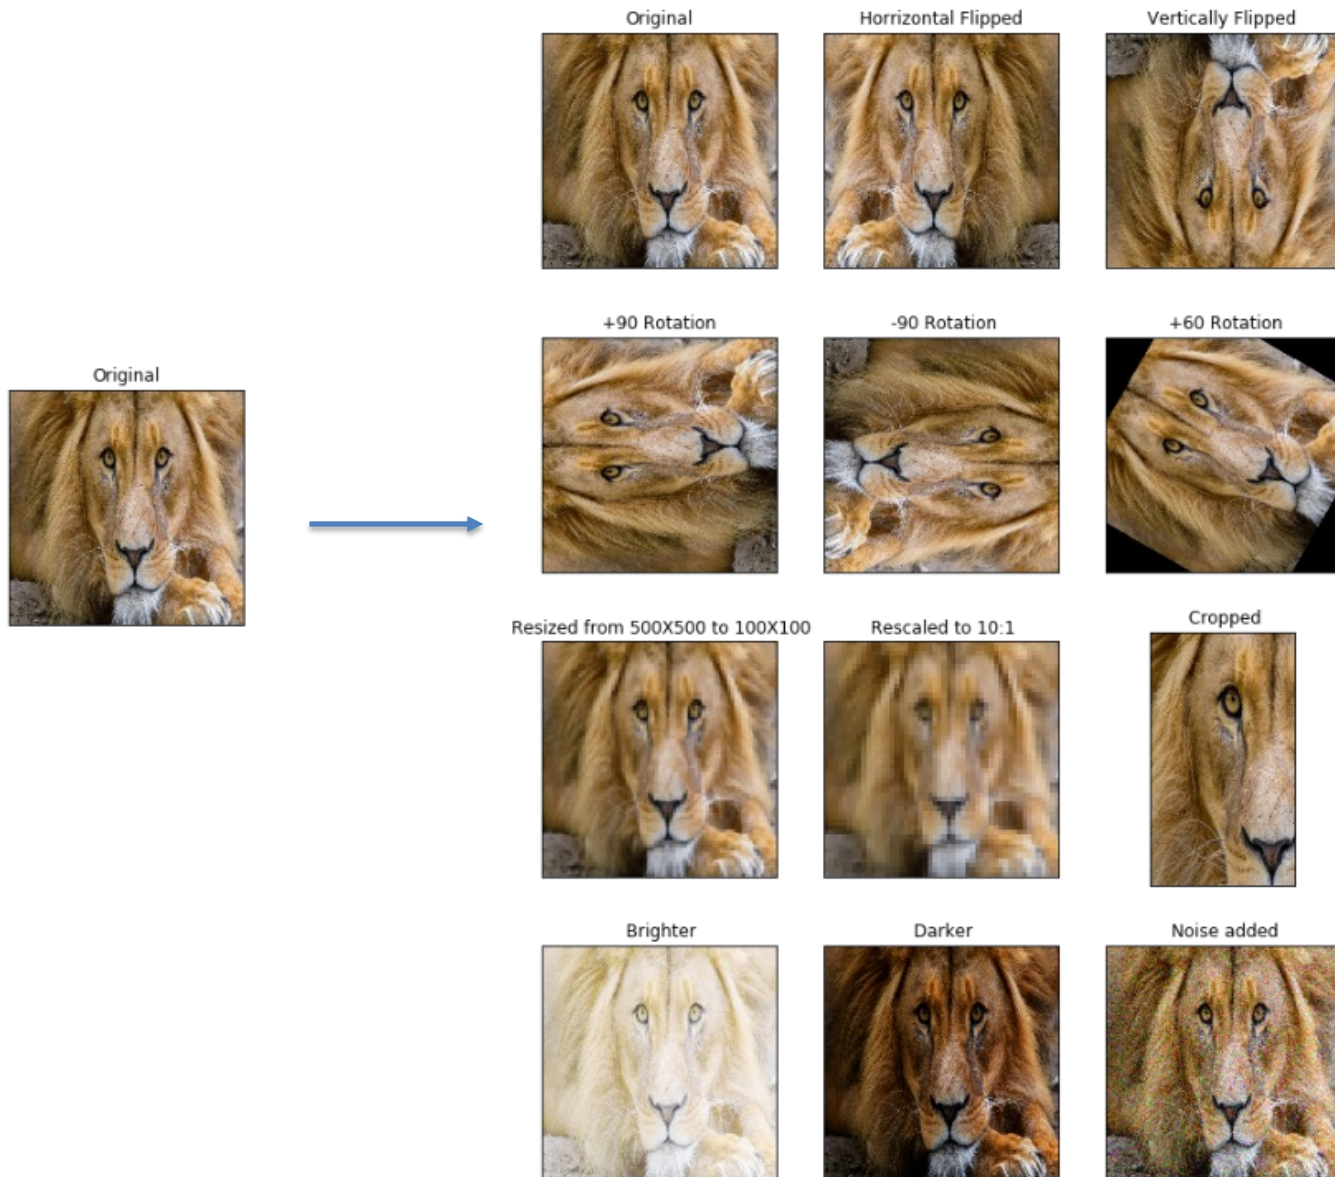 Original
Horrizontal Flipped
Vertically Flipped
+90 Rotation
-90 Rotation
+60 Rotation
Original
Resized from 500X500 to 100X100
Rescaled to 10:1
Cropped
Brighter
Darker
Noise added